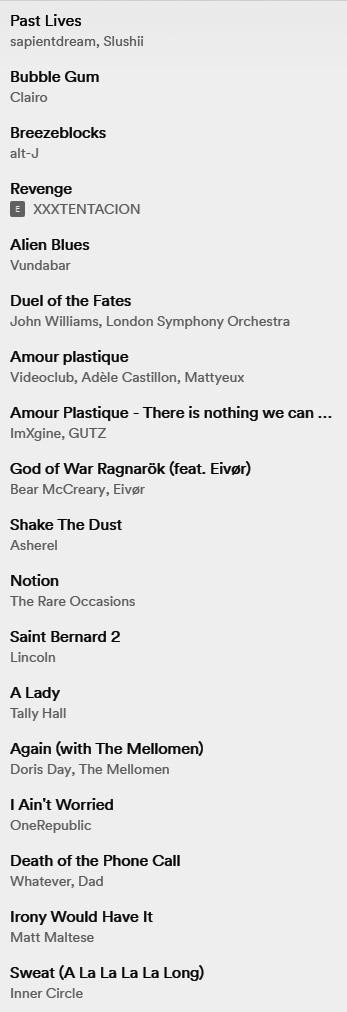 Past Lives
sapientdream, Slushii
Bubble Gum
Clairo
Breezeblocks
alt-J
Revenge
E XXXTENTACION
Alien Blues
Vundabar
Duel of the Fates
John Williams, London Symphony Orchestra
Amour plastique
Videoclub, Adèle Castillon, Mattyeux
Amour Plastique - There is nothing we can ...
ImXgine, GUTZ
God of War Ragnarök (feat. Eivør)
Bear McCreary, Eivør
Shake The Dust
Asherel
Notion
The Rare Occasions
Saint Bernard 2
Lincoln
A Lady
Tally Hall
Again (with The Mellomen)
Doris Day, The Mellomen
I Ain't Worried
OneRepublic
Death of the Phone Call
Whatever, Dad
Irony Would Have It
Matt Maltese
Sweat (A La La La La Long)
Inner Circle